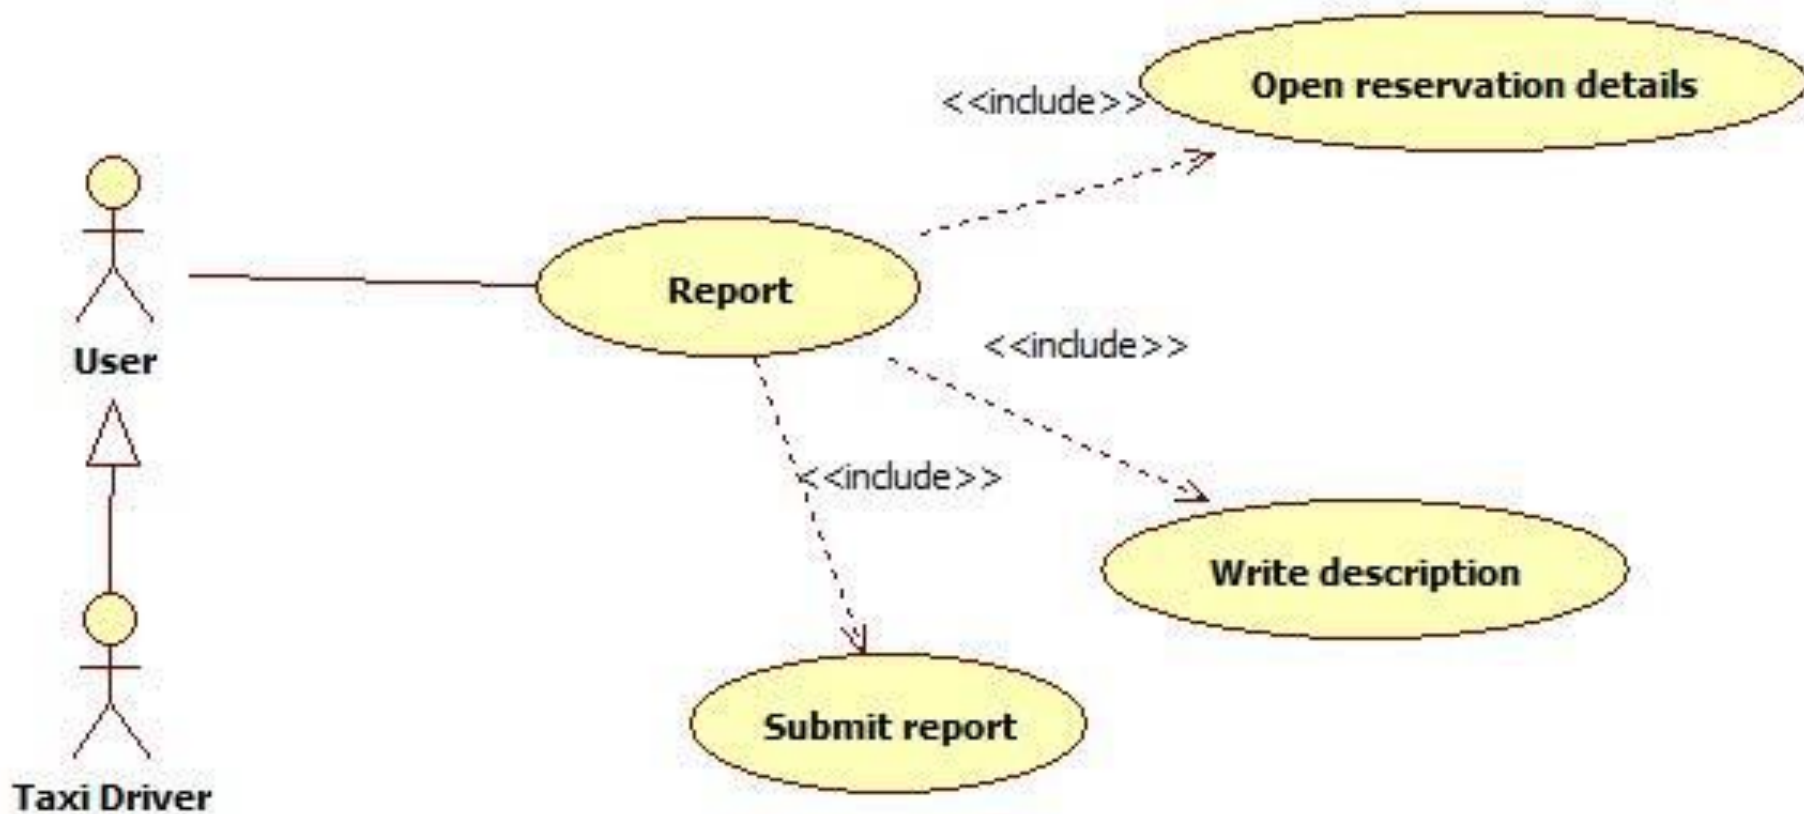 Open reservation details
<<include>>
Report
<<include>>
User
<<include>>
Write description
Submit report
Taxi Driver